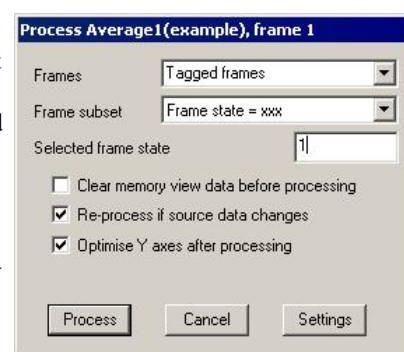 Process Average1(example), frame 1
Frames Tagged frames
Frame subset Frame state = xxx
Selected frame state 1
Clear memory view data before processing
Re-process if source data changes
Optimise Y axes after processing
Process Cancel Settings